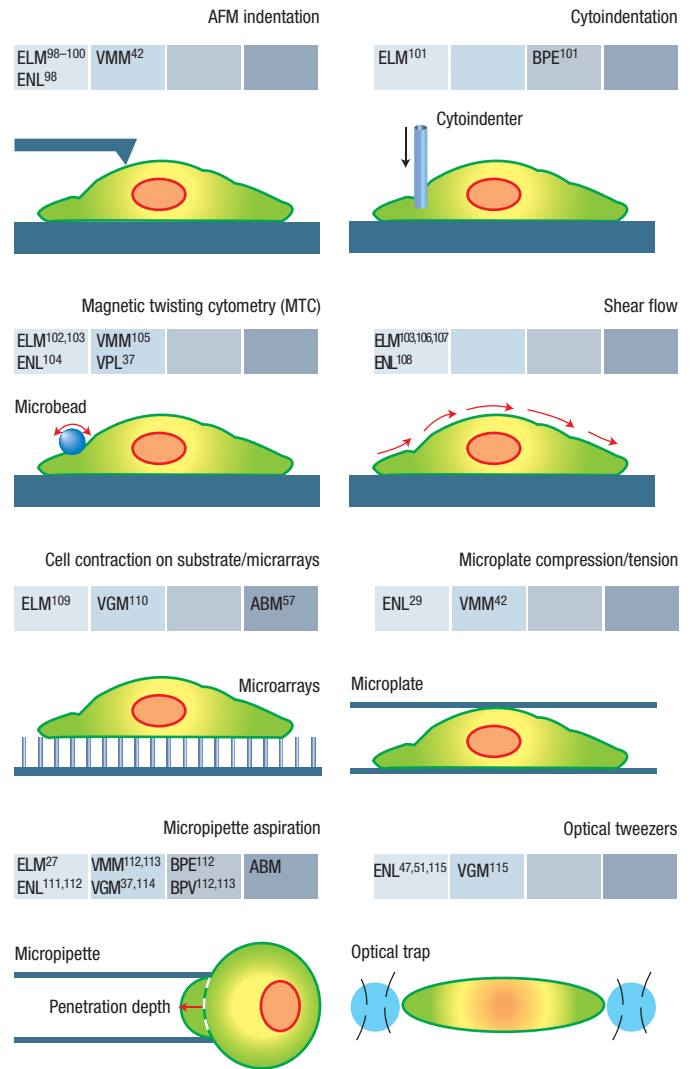 AFM indentation
ELM98–100 VMM42
ENL98
Cytoindentation
ELM101 BPE101
Cytoindenter
Magnetic twisting cytometry (MTC)
ELM102,103 VMM105
ENL104 VPL37
Microbead
Shear flow
ELM103,106,107
ENL108
Cell contraction on substrate/micrarrays
ELM109 VGM110 ABM57
Microarrays
Microplate compression/tension
ENL29 VMM42
Microplate
Micropipette aspiration
ELM27 VMM112,113 BPE112 ABM
ENL111,112 VGM37,114 BPV112,113
Micropipette
Penetration depth
Optical tweezers
ENL47,51,115 VGM115
Optical trap